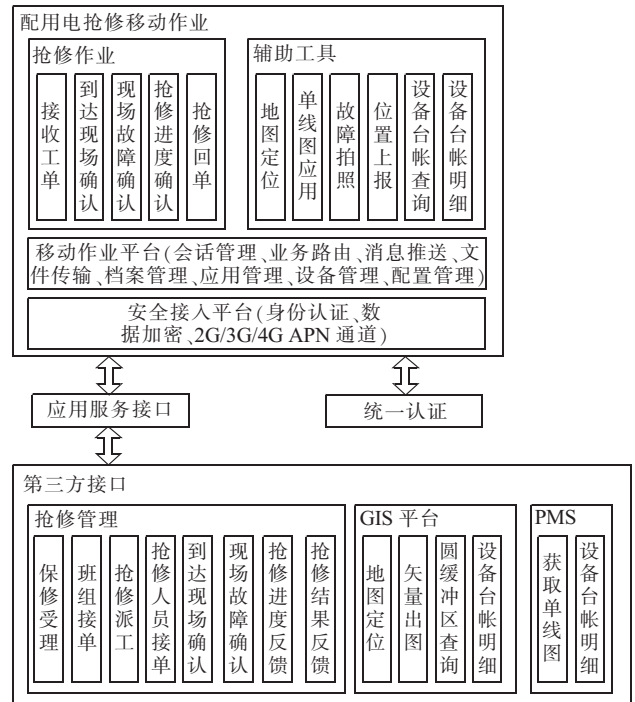 配用电抢修移动作业
抢修作业
接收工单
到达现场确认
现场故障确认
抢修进度确认
抢修回单
辅助工具
地图定位
单线图应用
故障拍照
位置上报
设备台帐查询
设备台帐明细
移动作业平台(会话管理、业务路由、消息推送、文
件传输、档案管理、应用管理、设备管理、配置管理)
安全接入平台(身份认证、数
据加密、2G/3G/4G APN 通道)
应用服务接口
统一认证
第三方接口
抢修管理
保修受理
班组接单
抢修派工
抢修人员接单
到达现场确认
现场故障确认
抢修进度反馈
抢修结果反馈
GIS 平台
地图定位
矢量出图
圆缓冲区查询
设备台帐明细
PMS
获取单线图
设备台帐明细